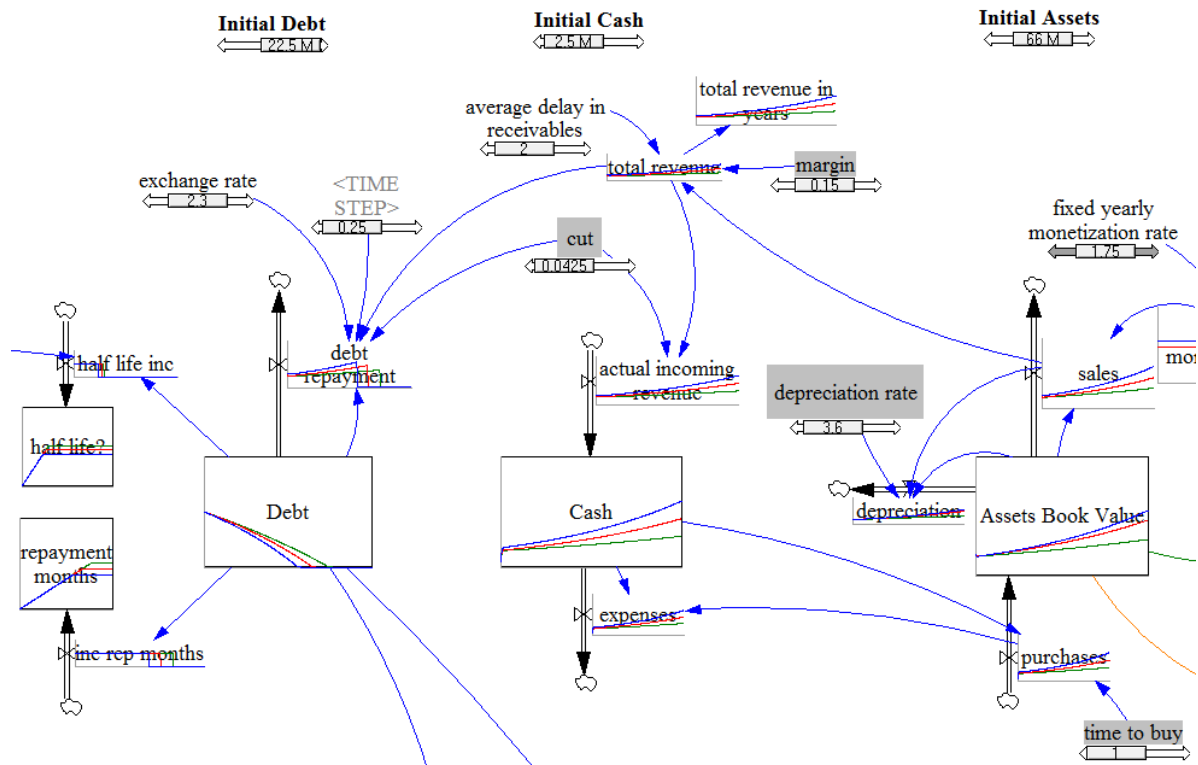 Initial Debt
22.5 M
Initial Cash
2.5 M
Initial Assets
66 M
total revenue in
years
average delay in
receivables
2
total revenue
margin
0.15
exchange rate
2.3
<TIME
STEP>
0.25
cut
0.0425
fixed yearly
monetization rate
1.75
half life inc
debt
repayment
actual incoming
revenue
depreciation rate
3.6
sales
mo
half life?
Debt
Cash
depreciation
Assets Book Value
repayment
months
expenses
inc rep months
purchases
time to buy
1